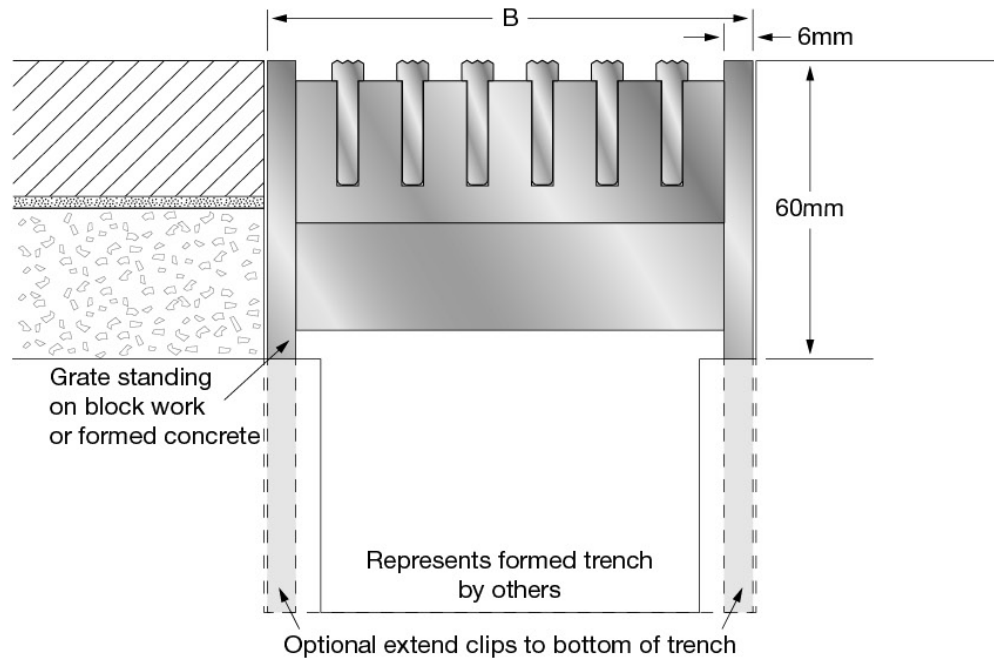 B
6mm
60mm
Grate standing
on block work
or formed concrete
Represents formed trench
by others
Optional extend clips to bottom of trench